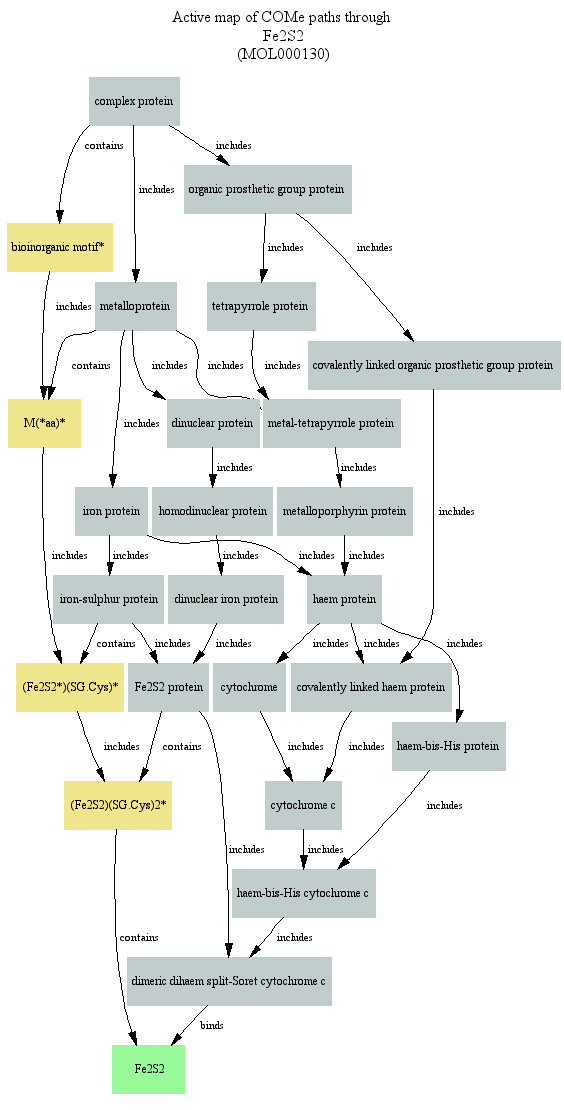 Active map of COMe paths through
Fe2S2
(MOL000130)
complex protein
contains
includes
includes
organic prosthetic group protein
bioinorganic motif*
includes
includes
includes
metalloprotein
tetrapyrrole protein
contains
includes
includes
includes
covalently linked organic prosthetic group protein
M(*aa)*
includes
dinuclear protein
metal-tetrapyrrole protein
includes
includes
iron protein
homodinuclear protein
metalloporphyrin protein
includes
includes
includes
includes
includes
includes
iron-sulphur protein
dinuclear iron protein
haem protein
contains
includes
includes
includes
includes
includes
(Fe2S2*)(SG.Cys)*
Fe2S2 protein
cytochrome
covalently linked haem protein
includes
contains
includes
includes
haem-bis-His protein
(Fe2S2)(SG.Cys)2*
cytochrome c
includes
includes
includes
haem-bis-His cytochrome c
contains
includes
dimeric dihaem split-Soret cytochrome c
binds
Fe2S2